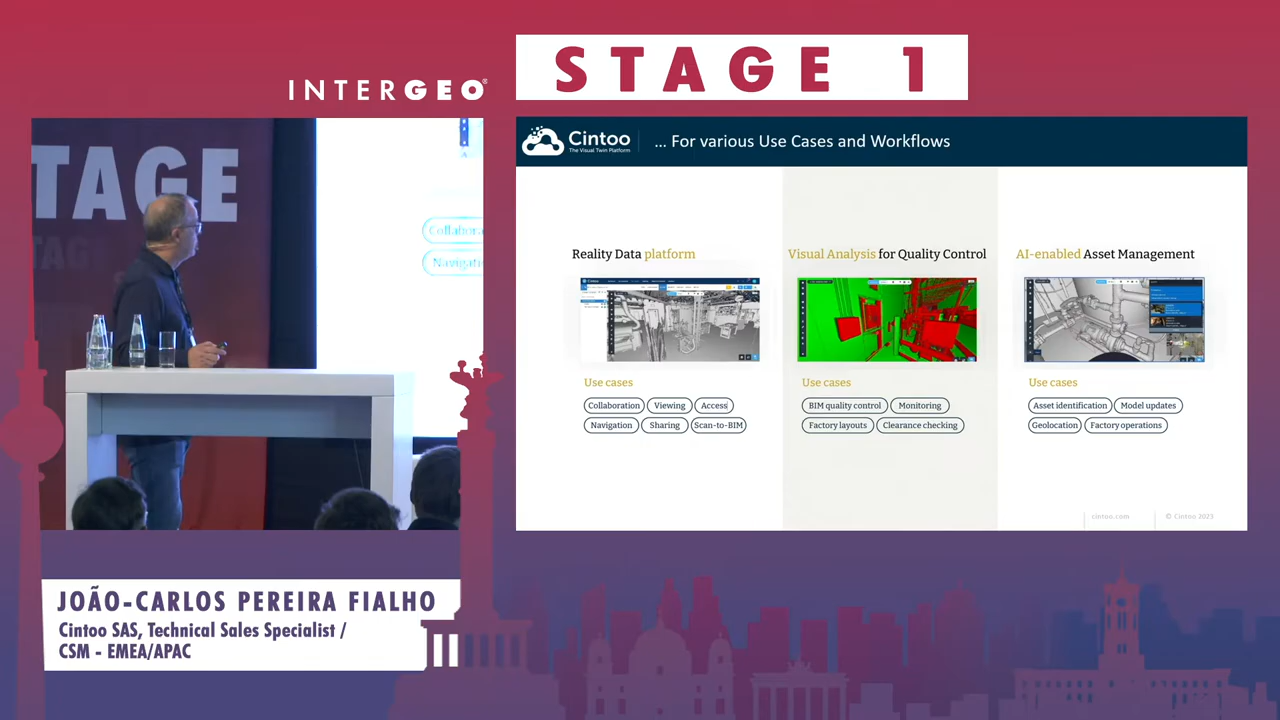 INTERGEO®
STAGE 1
TAGE
Collabora
Navigati
Cintoo
The Visual Twin Platform
... For various Use Cases and Workflows
Reality Data platform
Use cases
Collaboration
Viewing
Access
Navigation
Sharing
Scan-to-BIM
Visual Analysis for Quality Control
Use cases
BIM quality control
Monitoring
Factory layouts
Clearance checking
AI-enabled Asset Management
Use cases
Asset identification
Model updates
Geolocation
Factory operations
cintoo.com
© Cintoo 2023
JOÃO-CARLOS PEREIRA FIALHO
Cintoo SAS, Technical Sales Specialist /
CSM - EMEA/APAC